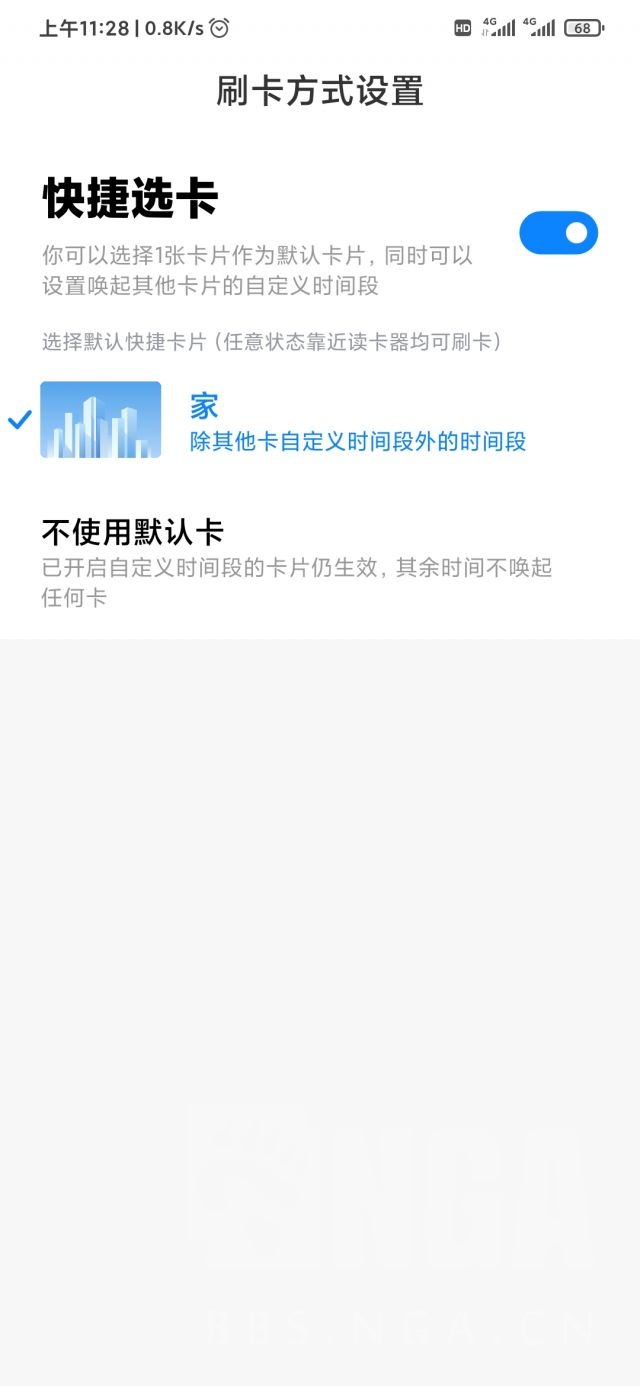 上午11:28 | 0.8K/s
HD 4G 4G 68
刷卡方式设置
快捷选卡
你可以选择1张卡片作为默认卡片，同时可以
设置唤起其他卡片的自定义时间段
选择默认快捷卡片（任意状态靠近读卡器均可刷卡）
家
除其他卡自定义时间段外的时间段
不使用默认卡
已开启自定义时间段的卡片仍生效，其余时间不唤起
任何卡
NGA
BBS.NGA.CN